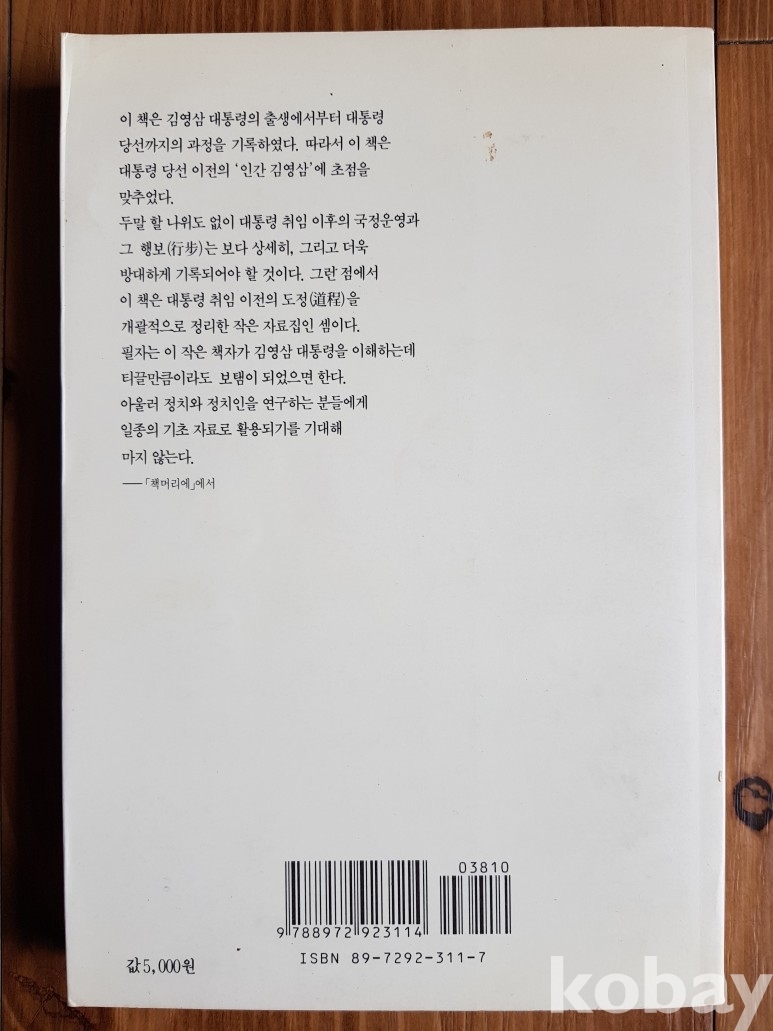 이 책은 김영삼 대통령의 출생에서부터 대통령
당선까지의 과정을 기록하였다. 따라서 이 책은
대통령 당선 이전의 ‘인간 김영삼’에 초점을
맞추었다.
두말 할 나위도 없이 대통령 취임 이후의 국정운영과
그 행보(行步)는 보다 상세히, 그리고 더욱
방대하게 기록되어야 할 것이다. 그런 점에서
이 책은 대통령 취임 이전의 도정(道程)을
개괄적으로 정리한 작은 자료집인 셈이다.
필자는 이 작은 책자가 김영삼 대통령을 이해하는데
티끌만큼이라도 보탬이 되었으면 한다.
아울러 정치와 정치인을 연구하는 분들에게
일종의 기초 자료로 활용되기를 기대해
마지 않는다.
──「책머리에」에서
03810
9 788972 923114
ISBN 89-7292-311-7
값 5,000원
kobay